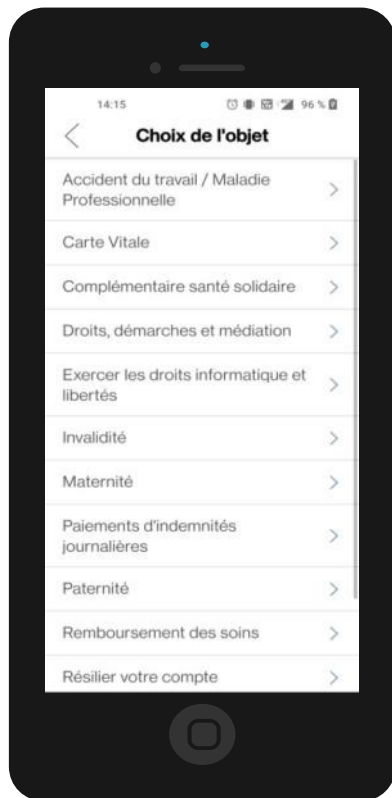 14:15
96 %
Choix de l'objet
Accident du travail / Maladie
Professionnelle
Carte Vitale
Complémentaire santé solidaire
Droits, démarches et médiation
Exercer les droits informatique et
libertés
Invalidité
Maternité
Paiements d'indemnités
journalières
Paternité
Remboursement des soins
Résilier votre compte